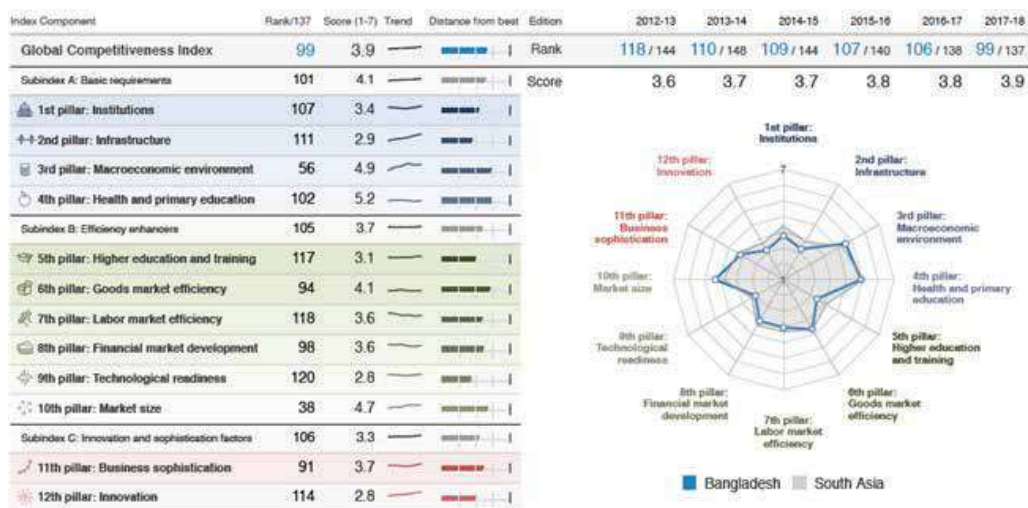 Index Component Rank/137 Score (1-7) Trend Distance from best
Global Competitiveness Index 99 3.9
Subindex A: Basic requirements 101 4.1
1st pillar: Institutions 107 3.4
2nd pillar: Infrastructure 111 2.9
3rd pillar: Macroeconomic environment 56 4.9
4th pillar: Health and primary education 102 5.2
Subindex B: Efficiency enhancers 105 3.7
5th pillar: Higher education and training 117 3.1
6th pillar: Goods market efficiency 94 4.1
7th pillar: Labor market efficiency 118 3.6
8th pillar: Financial market development 98 3.6
9th pillar: Technological readiness 120 2.8
10th pillar: Market size 38 4.7
Subindex C: Innovation and sophistication factors 106 3.3
11th pillar: Business sophistication 91 3.7
12th pillar: Innovation 114 2.8
Edition 2012-13 2013-14 2014-15 2015-16 2016-17 2017-18
Rank 118 / 144 110 / 148 109 / 144 107 / 140 106 / 138 99 / 137
Score 3.6 3.7 3.7 3.8 3.8 3.9
1st pillar:
Institutions
7
2nd pillar:
Infrastructure
3rd pillar:
Macroeconomic
environment
4th pillar:
Health and primary
education
5th pillar:
Higher education
and training
6th pillar:
Goods market
efficiency
7th pillar:
Labor market
efficiency
8th pillar:
Financial market
development
9th pillar:
Technological
readiness
10th pillar:
Market size
11th pillar:
Business
sophistication
12th pillar:
Innovation
Bangladesh South Asia